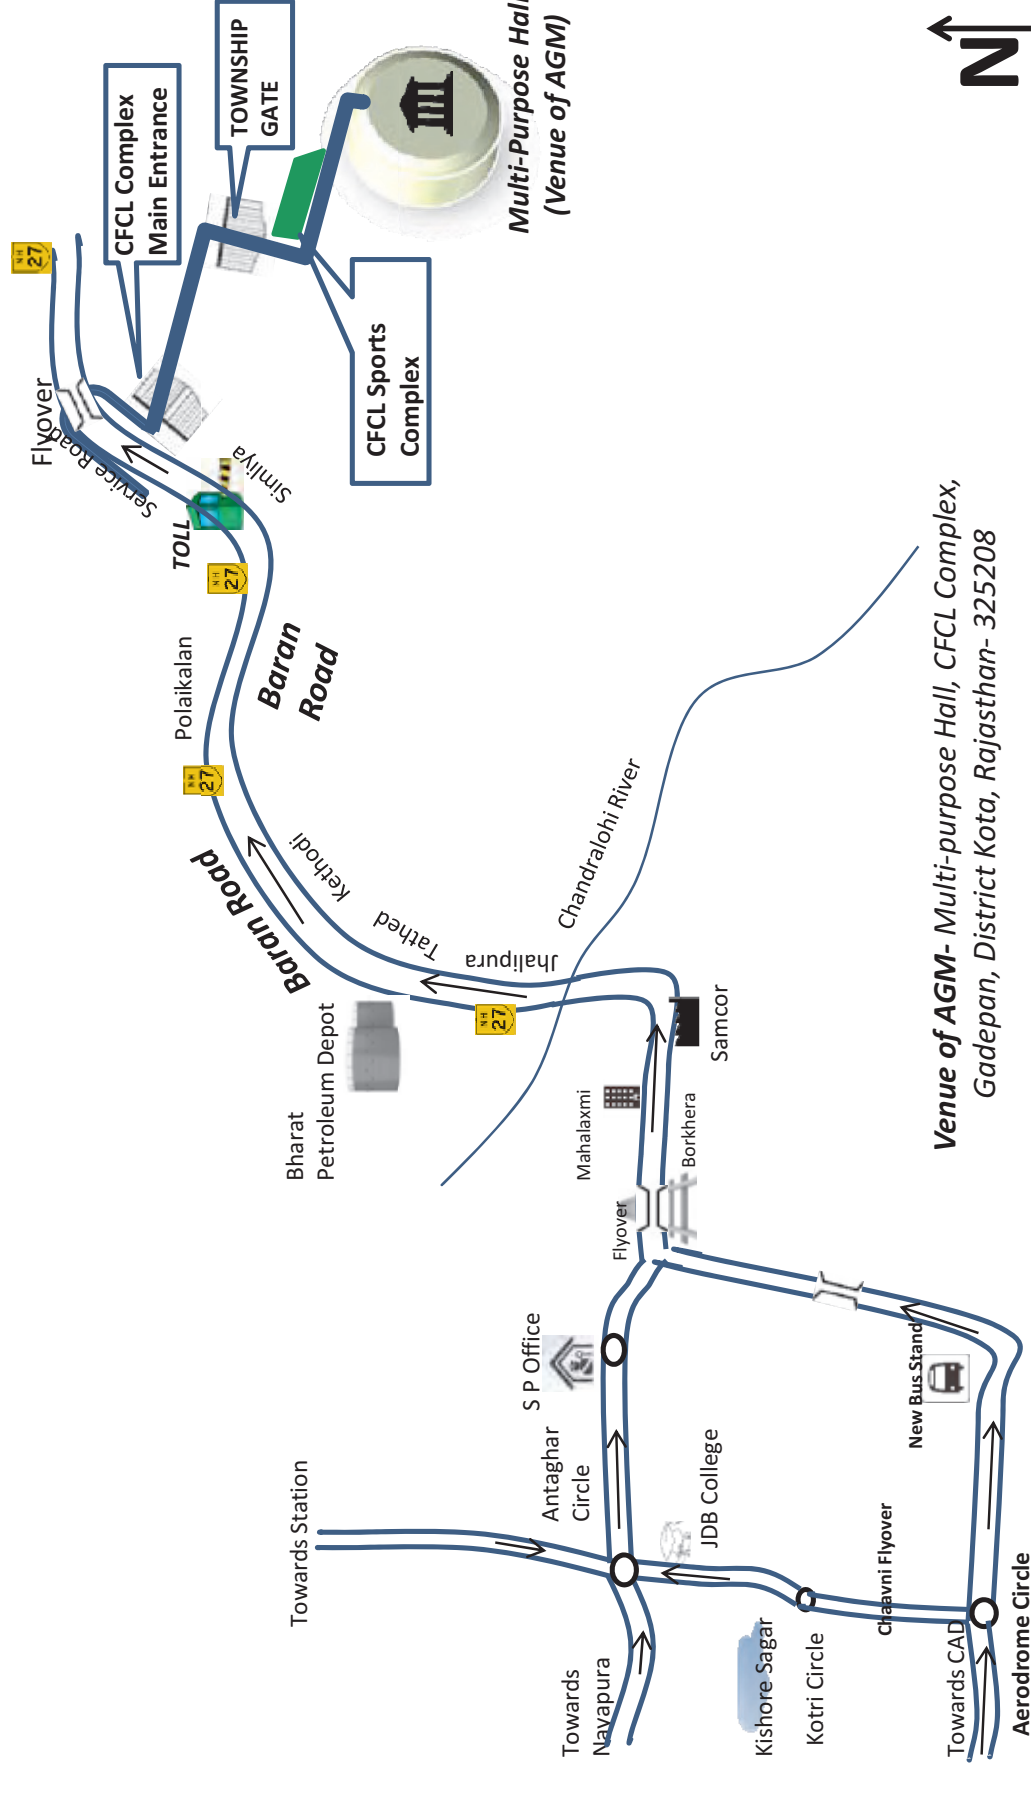 Towards Station
Towards
Nayapura
Antaghar
Circle
S P Office
JDB College
Kishore Sagar
Kotri Circle
Chaavni Flyover
Towards CAD
Aerodrome Circle
New Bus Stand
Flyover
Borkhera
Mahalaxmi
Samcor
Bharat
Petroleum Depot
Chandralohi River
NH
27
Jhalipura
Tathed
Kethodi
Baran Road
NH
27
Polaikalan
Baran
Road
NH
27
TOLL
Simliya
Service Road
Flyover
NH
27
CFCL Complex
Main Entrance
TOWNSHIP
GATE
CFCL Sports
Complex
Multi-Purpose Hall
(Venue of AGM)
N
Venue of AGM- Multi-purpose Hall, CFCL Complex,
Gadepan, District Kota, Rajasthan- 325208